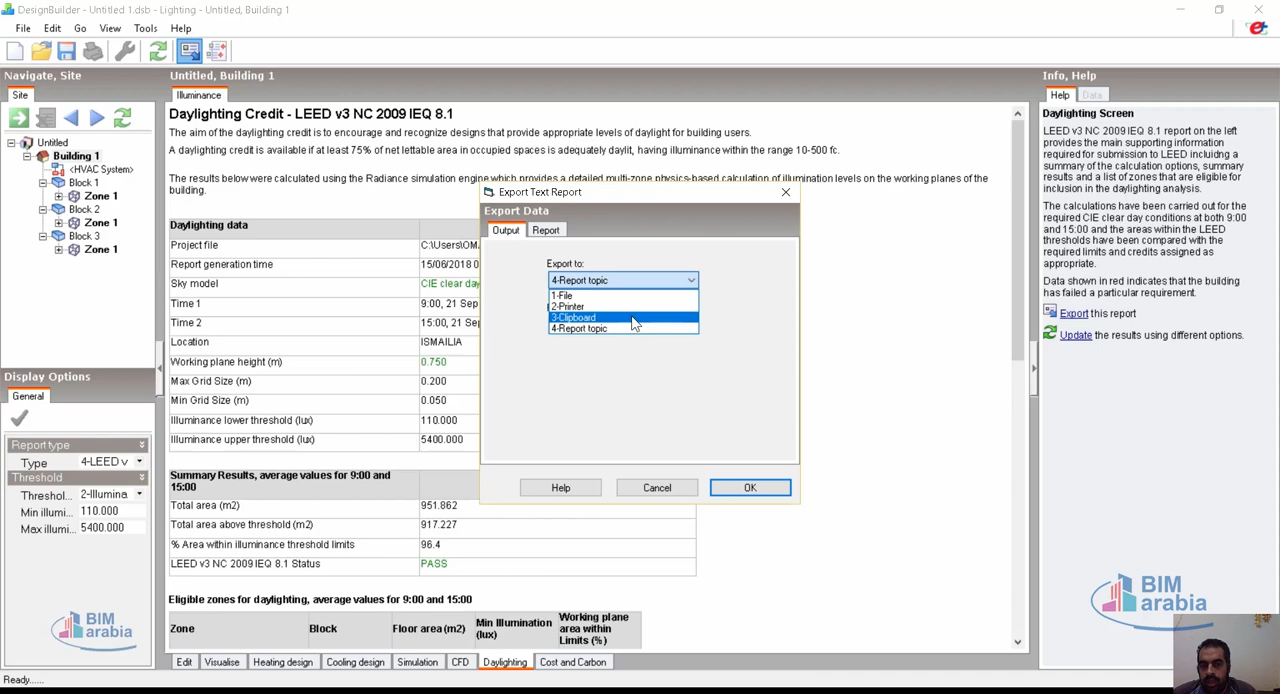 DesignBuilder - Untitled 1.dsb - Lighting - Untitled, Building 1
File Edit Go View Tools Help
Navigate, Site
Site
Untitled
Building 1
<HVAC System>
Block 1
Zone 1
Block 2
Zone 1
Block 3
Zone 1
Display Options
General
Report type
Type 4-LEED v
Threshold
Threshol... 2-Illumina
Min illumi... 110.000
Max illumi... 5400.000
BIM
arabia
Untitled, Building 1
Illuminance
Daylighting Credit - LEED v3 NC 2009 IEQ 8.1
The aim of the daylighting credit is to encourage and recognize designs that provide appropriate levels of daylight for building users.
A daylighting credit is available if at least 75% of net lettable area in occupied spaces is adequately daylit, having illuminance within the range 10-500 fc.
The results below were calculated using the Radiance simulation engine which provides a detailed multi-zone physics-based calculation of illumination levels on the working planes of the
building.
Daylighting data
Project file C:\Users\OM
Report generation time 15/06/2018 0
Sky model CIE clear day
Time 1 9:00, 21 Sep
Time 2 15:00, 21 Sep
Location ISMAILIA
Working plane height (m) 0.750
Max Grid Size (m) 0.200
Min Grid Size (m) 0.050
Illuminance lower threshold (lux) 110.000
Illuminance upper threshold (lux) 5400.000
Summary Results, average values for 9:00 and
15:00
Total area (m2) 951.862
Total area above threshold (m2) 917.227
% Area within illuminance threshold limits 96.4
LEED v3 NC 2009 IEQ 8.1 Status PASS
Eligible zones for daylighting, average values for 9:00 and 15:00
Zone Block Floor area (m2) Min Illumination (lux) Working plane area within Limits (%)
Edit Visualise Heating design Cooling design Simulation CFD Daylighting Cost and Carbon
Export Text Report
Export Data
Output Report
Export to:
4-Report topic
1-File
2-Printer
3-Clipboard
4-Report topic
Help Cancel OK
Info, Help
Help Data
Daylighting Screen
LEED v3 NC 2009 IEQ 8.1 report on the left
provides the main supporting information
required for submission to LEED including a
summary of the calculation options, summary
results and a list of zones that are eligible for
inclusion in the daylighting analysis.
The calculations have been carried out for the
required CIE clear day conditions at both 9:00
and 15:00 and the areas within the LEED
thresholds have been compared with the
required limits and credits assigned as
appropriate.
Data shown in red indicates that the building
has failed a particular requirement.
Export this report
Update the results using different options.
BIM
arabia
Ready.....